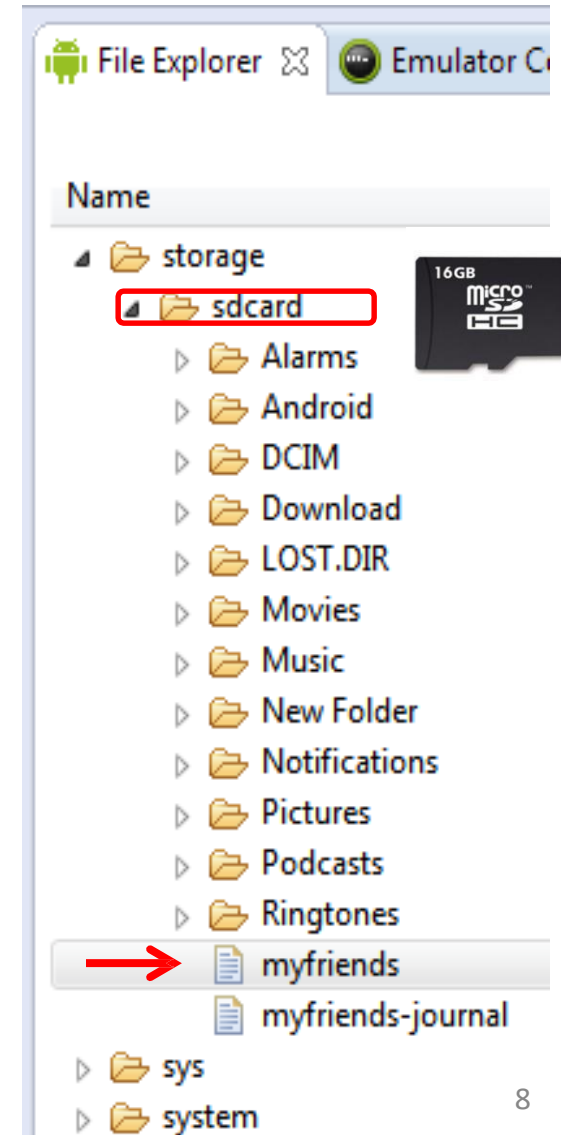 File Explorer Emulator C
Name
storage
16GB
sdcard
micro
SD
HC
Alarms
Android
DCIM
Download
LOST.DIR
Movies
Music
New Folder
Notifications
Pictures
Podcasts
Ringtones
myfriends
myfriends-journal
sys
system
8